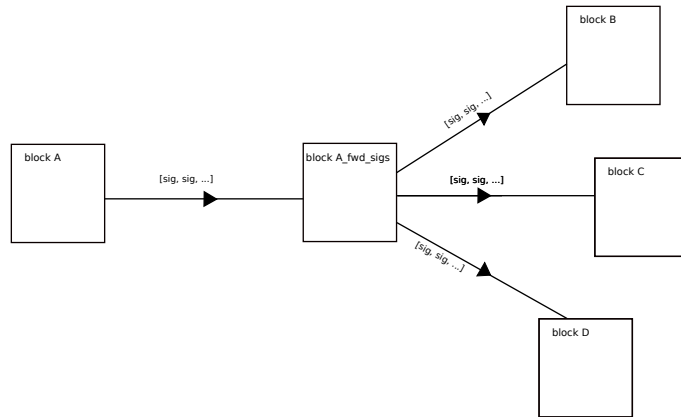 block B
[sig, sig, ...]
block A
block A_fwd_sigs
[sig, sig, ...]
[sig, sig, ...]
block C
[sig, sig, ...]
block D